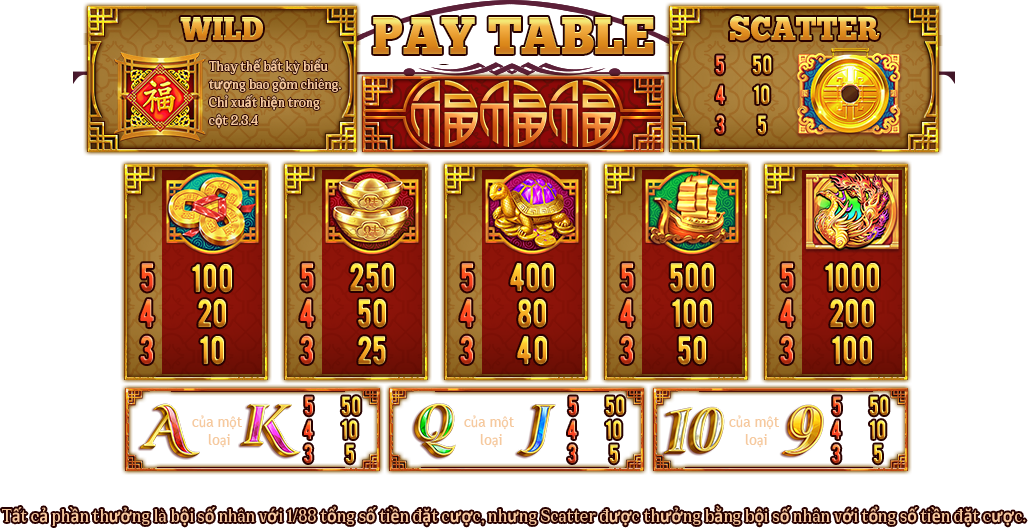 WILD
Thay thế bất kỳ biểu
tượng bao gồm chiêng.
Chỉ xuất hiện trong
cột 2.3.4
福
PAY TABLE
福福福
SCATTER
5 50
4 10
3 5
5 100
4 20
3 10
5 250
4 50
3 25
5 400
4 80
3 40
5 500
4 100
3 50
5 1000
4 200
3 100
A của một loại K
5 50
4 10
3 5
Q của một loại J
5 50
4 10
3 5
10 của một loại 9
5 50
4 10
3 5
Tất cả phần thưởng là bội số nhân với 1/88 tổng số tiền đặt cược, nhưng Scatter được thưởng bằng bội số nhân với tổng số tiền đặt cược.